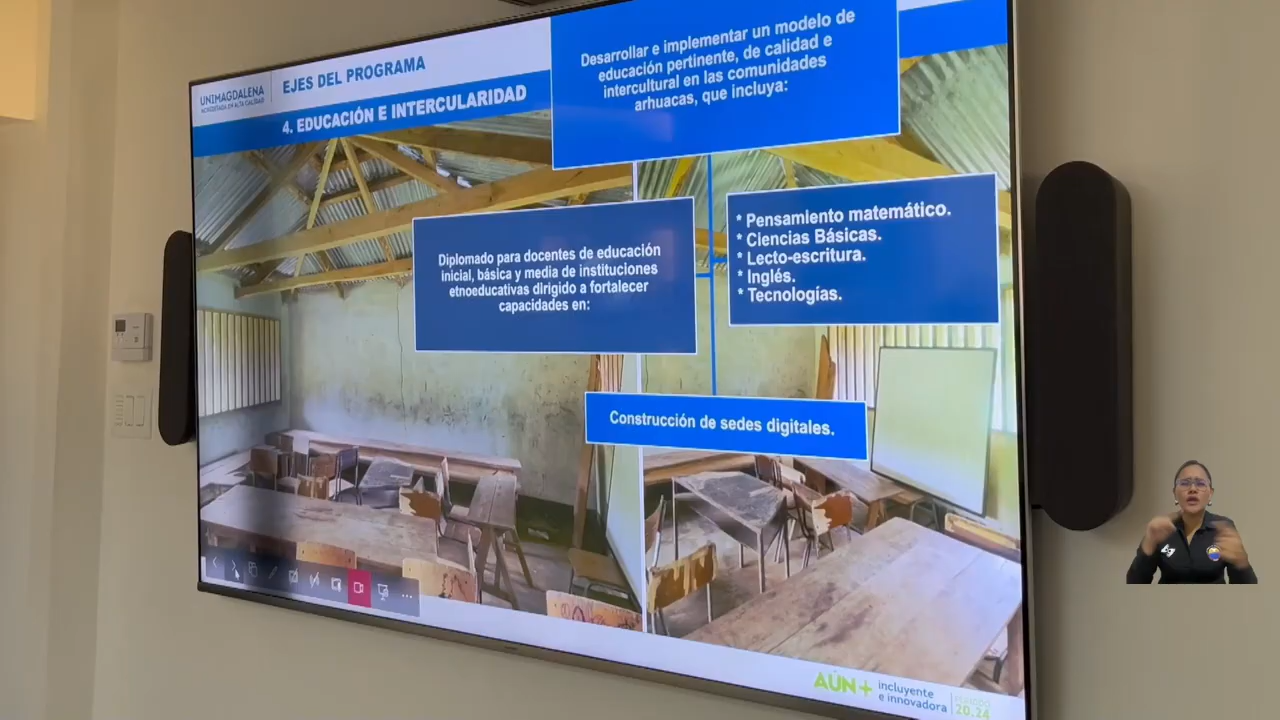 UNIMAGDALENA
ACREDITADA EN ALTA CALIDAD
EJES DEL PROGRAMA
4. EDUCACIÓN E INTERCULARIDAD
Desarrollar e implementar un modelo de
educación pertinente, de calidad e
intercultural en las comunidades
arhuacas, que incluya:
Diplomado para docentes de educación
inicial, básica y media de instituciones
etnoeducativas dirigido a fortalecer
capacidades en:
* Pensamiento matemático.
* Ciencias Básicas.
* Lecto-escritura.
* Inglés.
* Tecnologías.
Construcción de sedes digitales.
AÚN+
incluyente
e innovadora
20.24